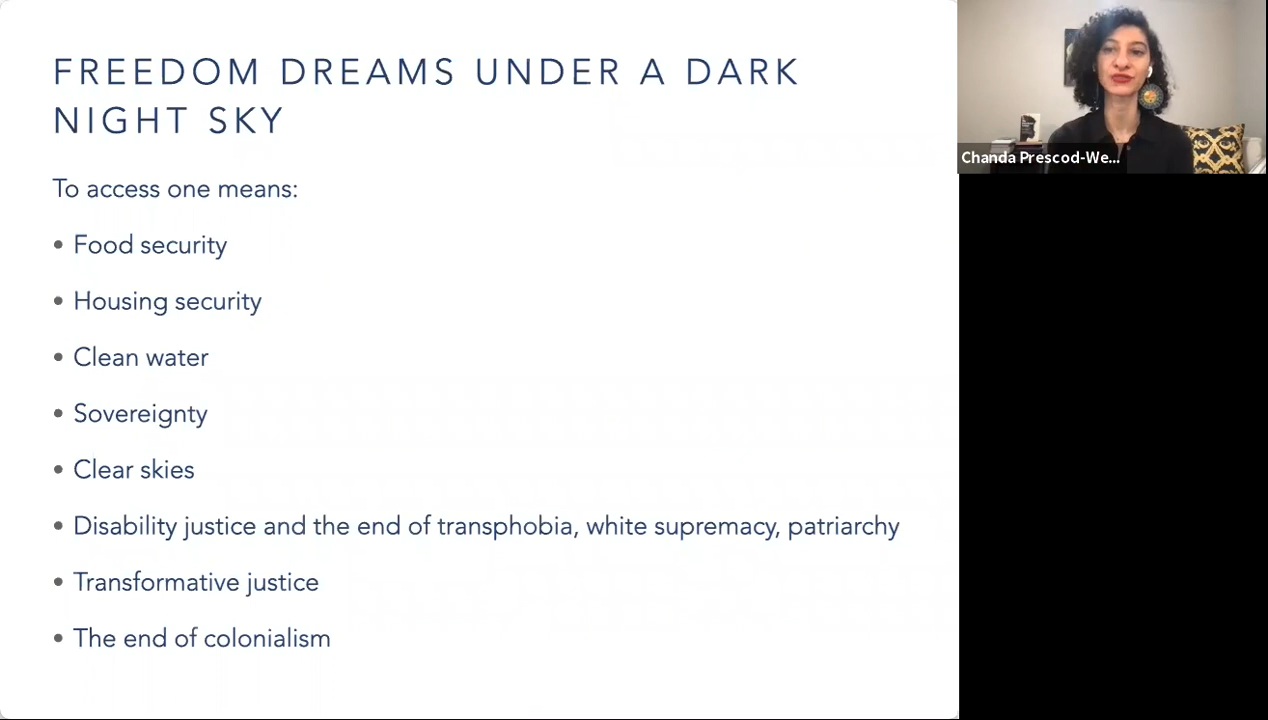 FREEDOM DREAMS UNDER A DARK
NIGHT SKY
To access one means:
• Food security
• Housing security
• Clean water
• Sovereignty
• Clear skies
• Disability justice and the end of transphobia, white supremacy, patriarchy
• Transformative justice
• The end of colonialism
Chanda Prescod-We...